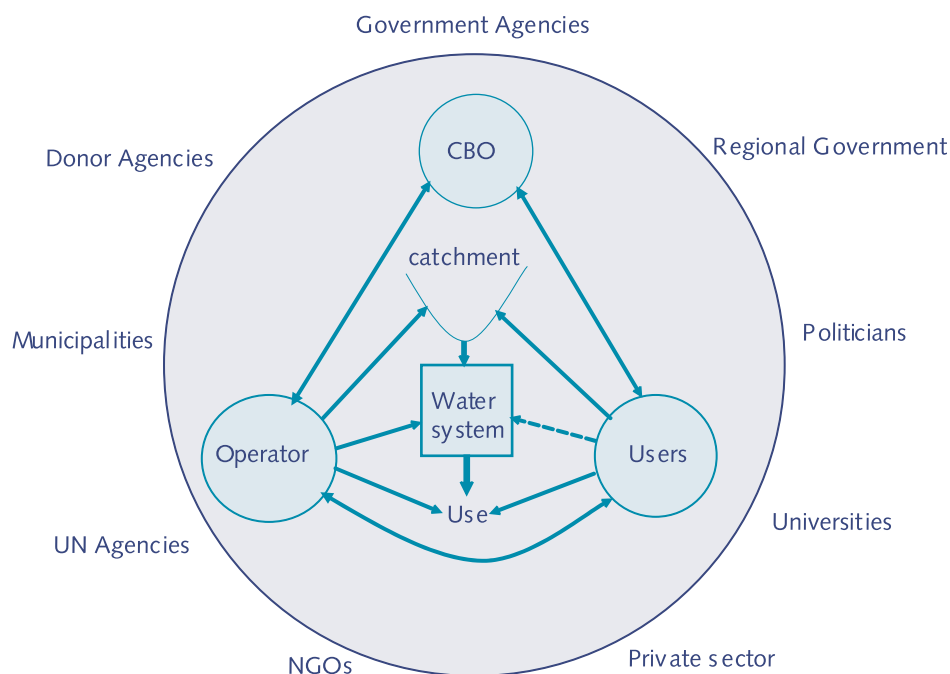 Government Agencies
Donor Agencies
Regional Government
CBO
catchment
Municipalities
Politicians
Water
system
Operator
Users
Use
Universities
UN Agencies
NGOs
Private sector